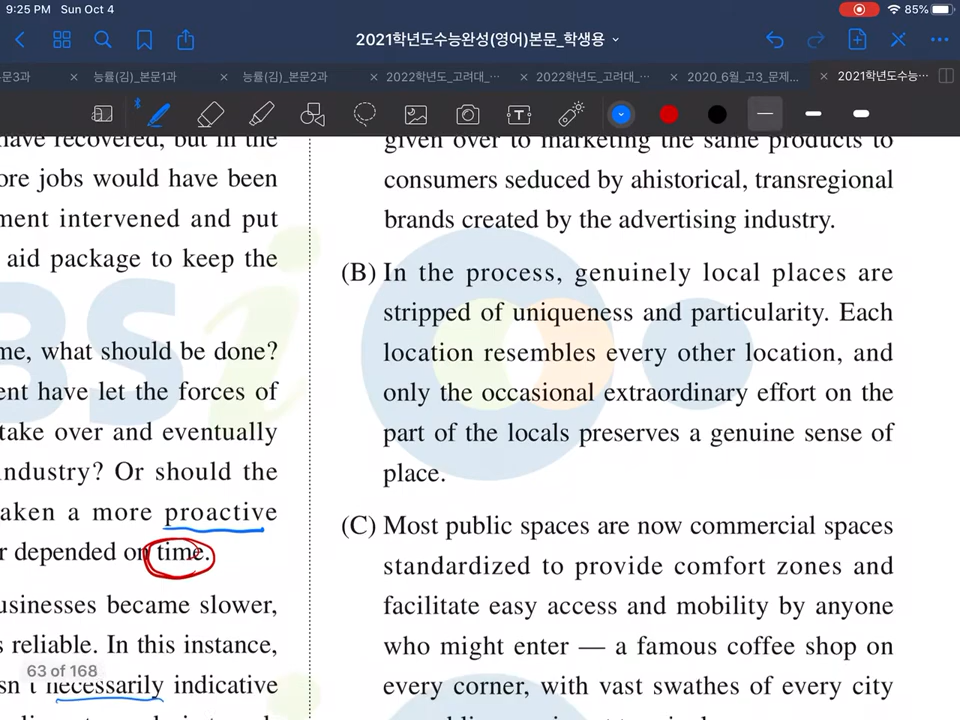 9:25 PM Sun Oct 4
85%
2021학년도수능완성(영어)본문_학생용
문3과
능률(김)_본문1과
능률(김)_본문2과
2022학년도_고려대_…
2022학년도_고려대_…
2020_6월_고3_문제…
2021학년도수능…
have recovered, but in the
ore jobs would have been
ment intervened and put
aid package to keep the
me, what should be done?
ent have let the forces of
take over and eventually
industry? Or should the
aken a more proactive
r depended on time.
usinesses became slower,
s reliable. In this instance,
sn't necessarily indicative
63 of 168
given over to marketing the same products to
consumers seduced by ahistorical, transregional
brands created by the advertising industry.
(B) In the process, genuinely local places are
stripped of uniqueness and particularity. Each
location resembles every other location, and
only the occasional extraordinary effort on the
part of the locals preserves a genuine sense of
place.
(C) Most public spaces are now commercial spaces
standardized to provide comfort zones and
facilitate easy access and mobility by anyone
who might enter — a famous coffee shop on
every corner, with vast swathes of every city